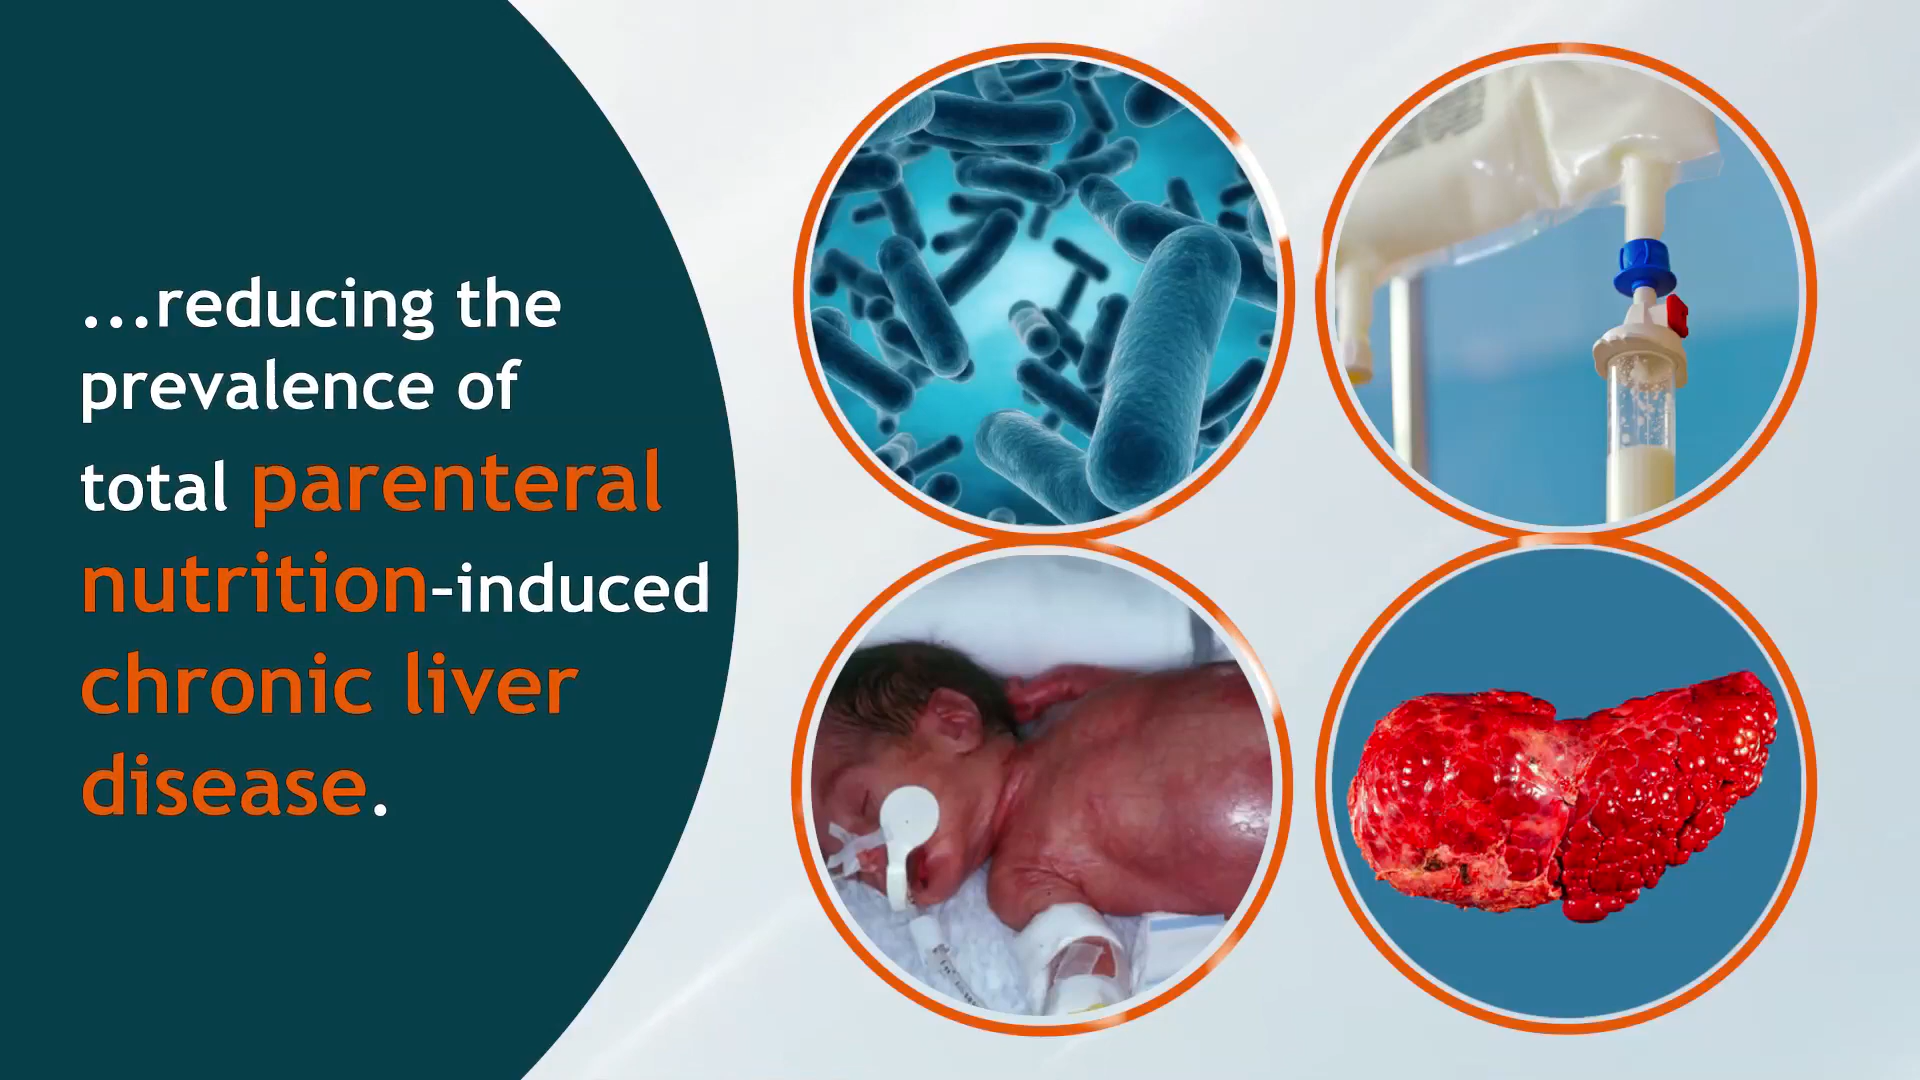 ...reducing the
prevalence of
total parenteral
nutrition-induced
chronic liver
disease.